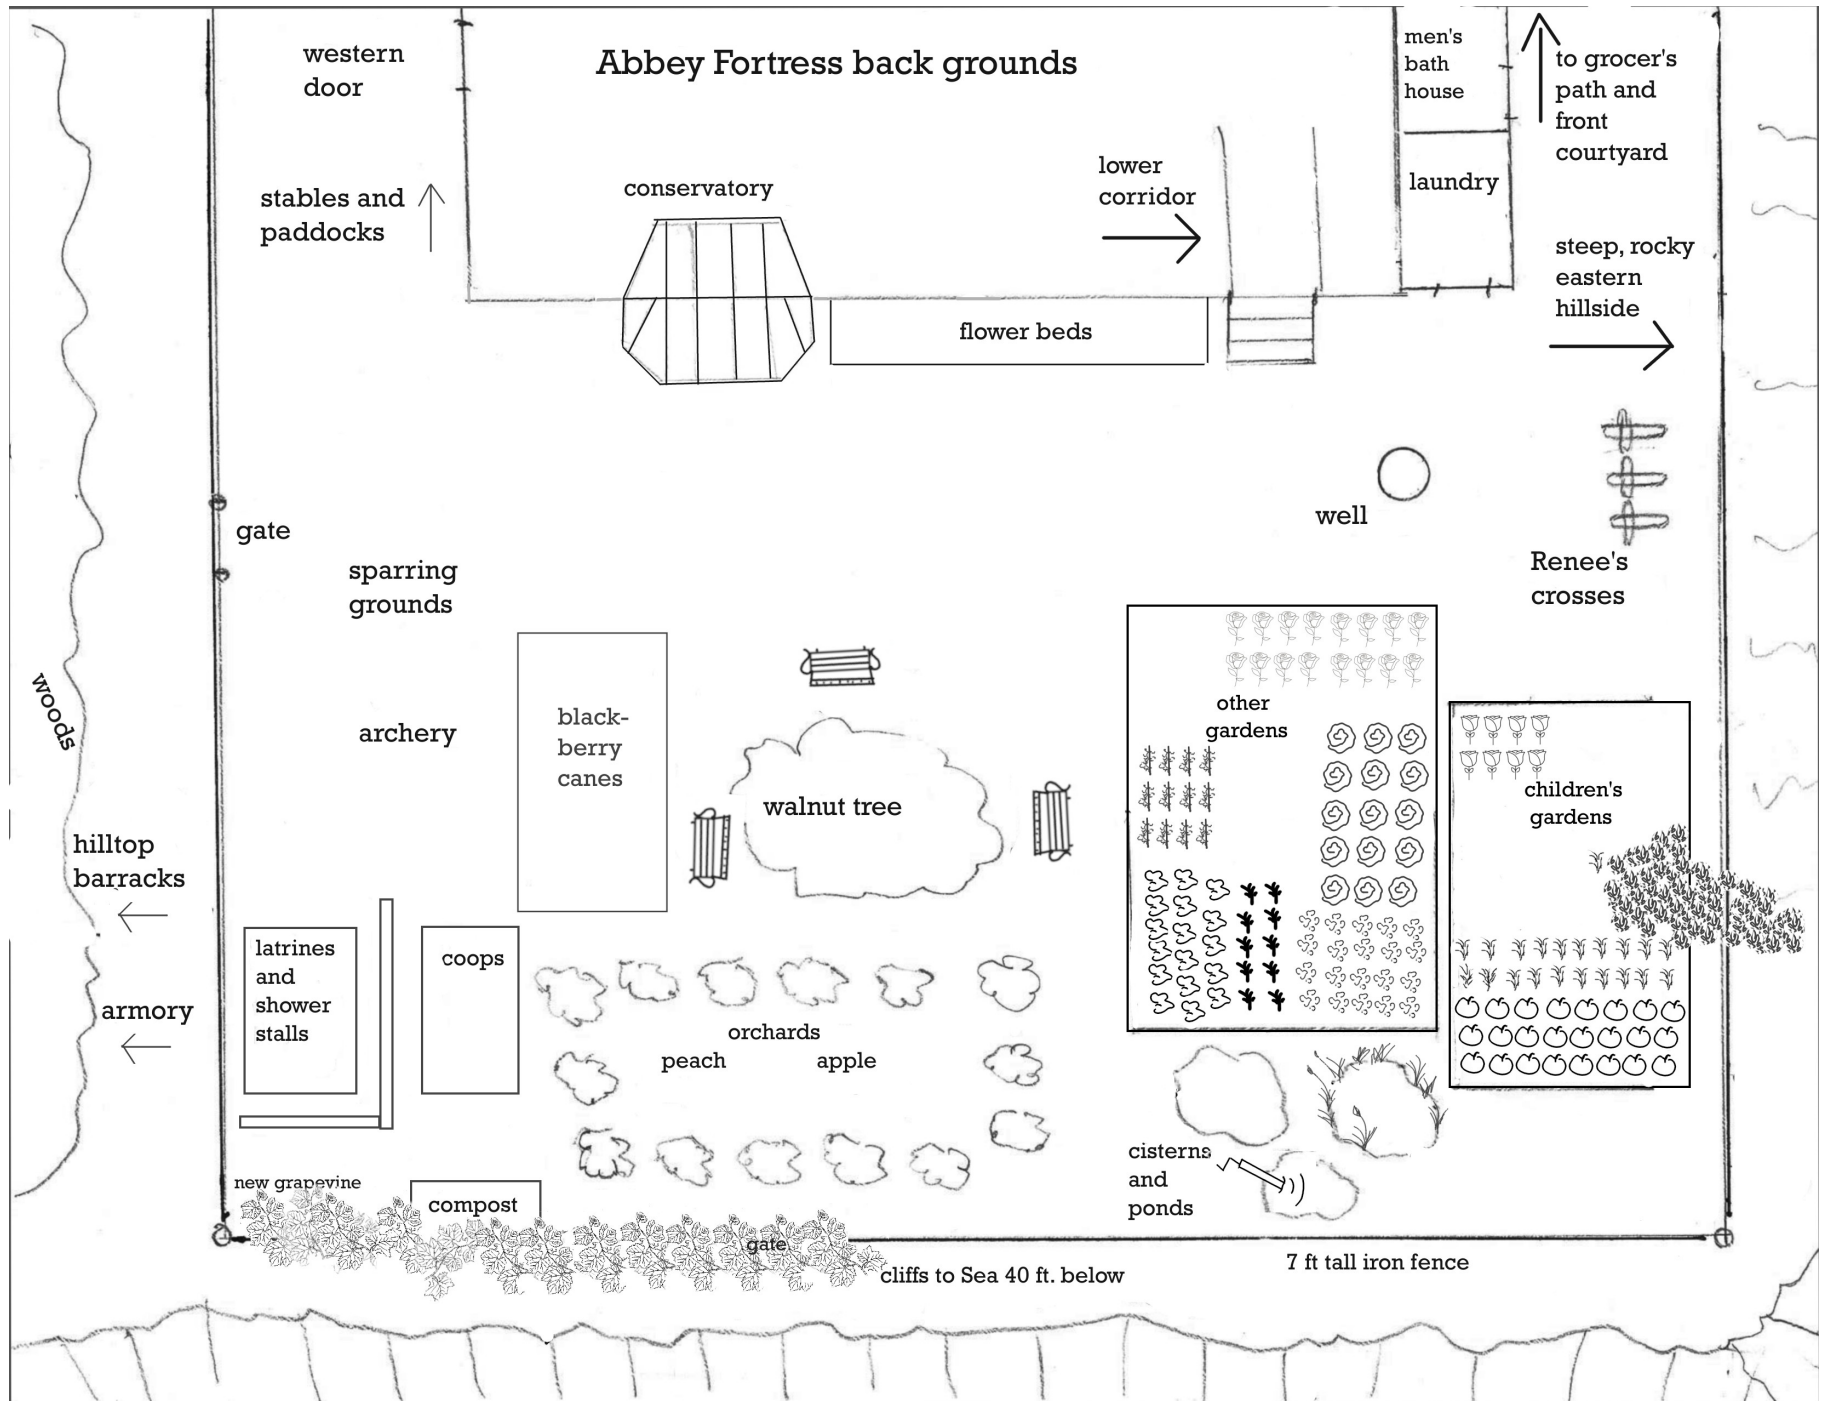 Abbey Fortress back grounds
western
door
men's
bath
house
to grocer's
path and
front
courtyard
stables and
paddocks
conservatory
lower
corridor
laundry
steep, rocky
eastern
hillside
flower beds
gate
well
sparring
grounds
Renee's
crosses
woods
archery
black-
berry
canes
walnut tree
other
gardens
children's
gardens
hilltop
barracks
armory
latrines
and
shower
stalls
coops
orchards
peach
apple
cisterns
and
ponds
new grapevine
compost
gate
cliffs to Sea 40 ft. below
7 ft tall iron fence